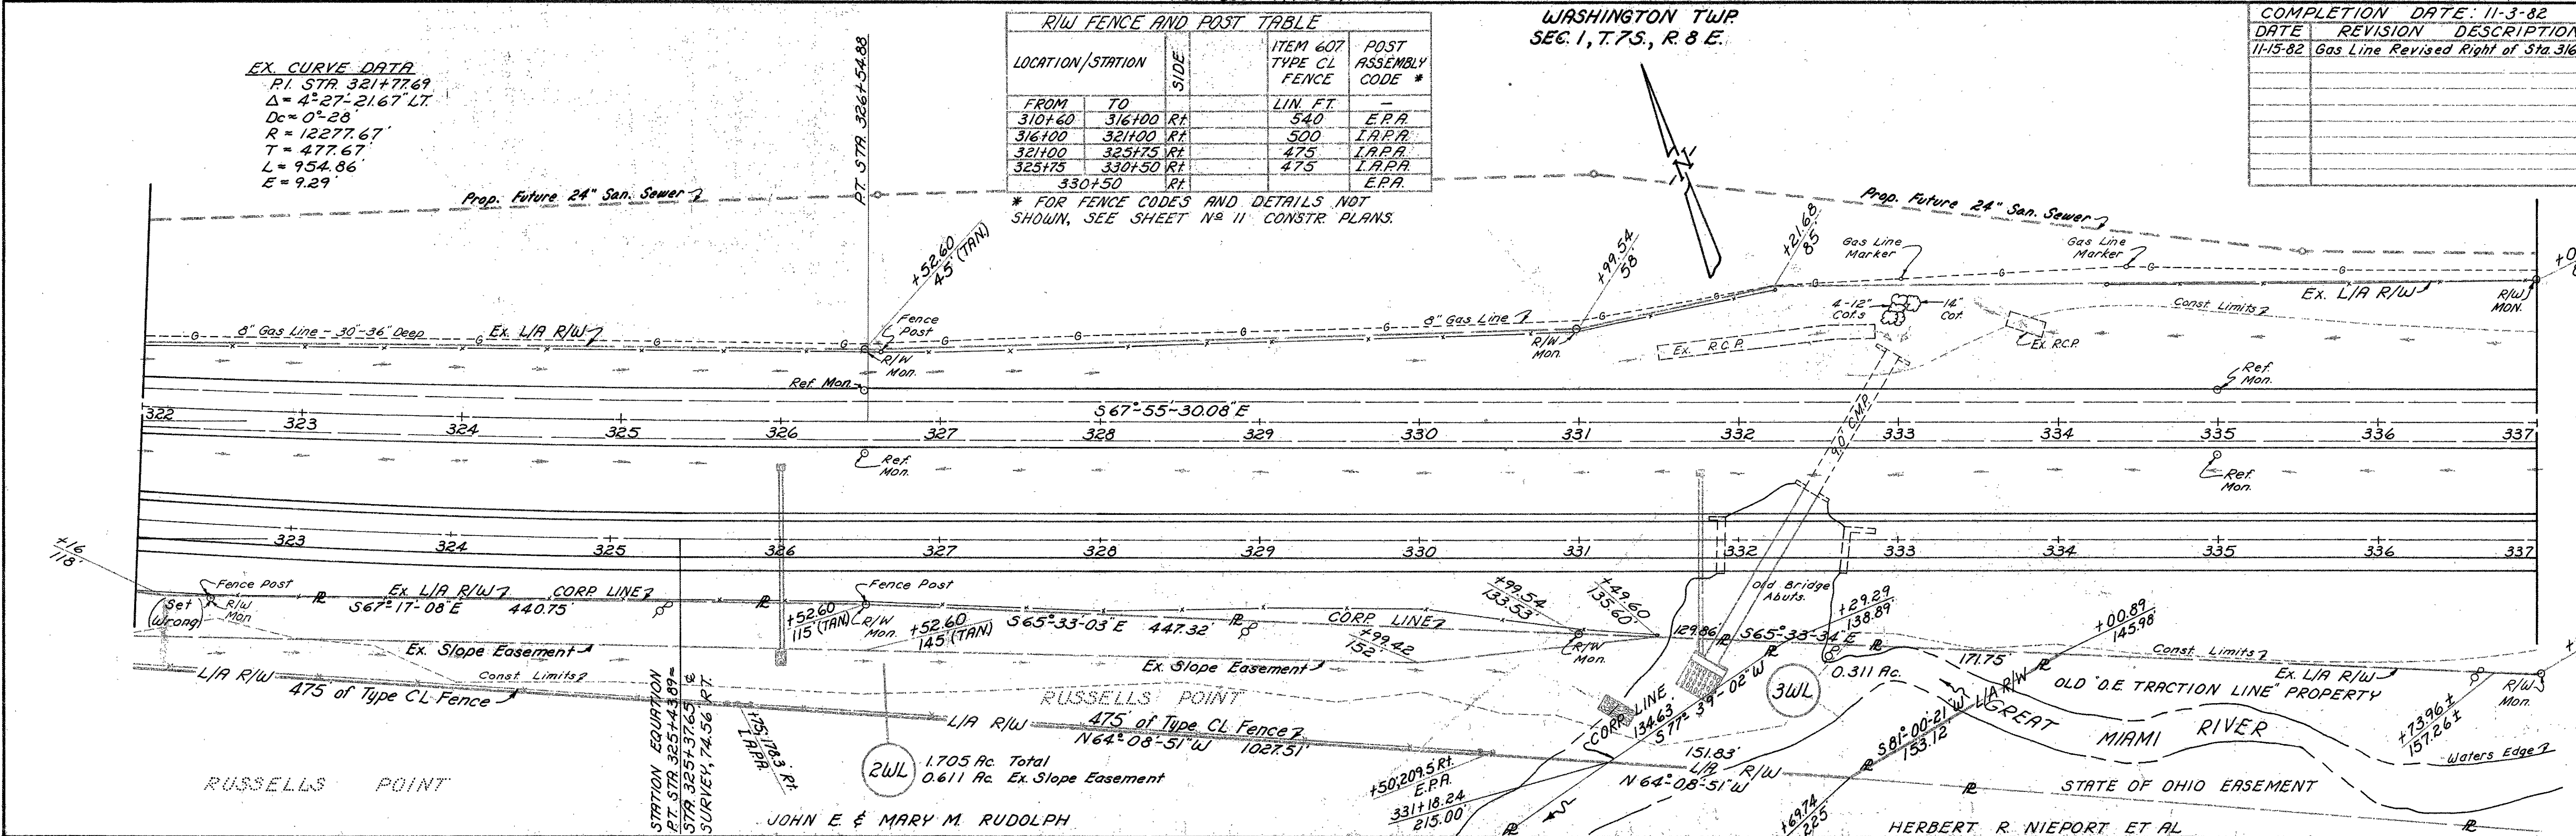 EX. CURVE DATA
P.I. STA. 321+77.69
Δ = 4°-27'-21.67" LT.
Dc = 0°-28'
R = 12277.67'
T = 477.67'
L = 954.86'
E = 9.29'
P.T. STA. 326+54.88
R/W FENCE AND POST TABLE
LOCATION/STATION SIDE ITEM 607 TYPE CL FENCE POST ASSEMBLY CODE *
FROM TO LIN. FT. —
310+60 316+00 Rt. 540 E.P.A.
316+00 321+00 Rt. 500 I.A.P.A.
321+00 325+75 Rt. 475 I.A.P.A.
325+75 330+50 Rt. 475 I.A.P.A.
330+50 Rt. E.P.A.
* FOR FENCE CODES AND DETAILS NOT
SHOWN, SEE SHEET Nº 11 CONSTR. PLANS.
WASHINGTON TWP.
SEC. 1, T.7S., R. 8 E.
COMPLETION DATE: 11-3-82
DATE REVISION DESCRIPTION
11-15-82 Gas Line Revised Right of Sta. 316
N
Prop. Future 24" San. Sewer
Prop. Future 24" San. Sewer
+52.60
45' (TAN.)
+99.54
58'
+21.68
85'
Gas Line
Marker
Gas Line
Marker
8" Gas Line - 30"-36" Deep
Ex. L/A R/W
Fence
Post
R/W
Mon.
8" Gas Line
R/W
Mon.
4-12"
Cot.s
14"
Cot.
Ex. R.C.P.
Ex. R.C.P.
Const. Limits
Ex. L/A R/W
R/W
MON.
Ref. Mon.
Ref.
Mon.
S 67°-55'-30.08" E
322 323 324 325 326 327 328 329 330 331 332 333 334 335 336 337
Ref.
Mon.
9.0' C.M.P.
Ref.
Mon.
323 324 325 326 327 328 329 330 331 332 333 334 335 336 337
+16
118'
(Set
Wrong)
Fence Post
R/W
Mon.
Ex. L/A R/W
CORP. LINE
S67°-17'-08"E 440.75'
Fence Post
+52.60
115' (TAN)
R/W
Mon.
+52.60
145' (TAN)
S65°-33'-03"E 447.32'
CORP. LINE
+99.42
152'
+99.54
133.53'
+49.60
135.60'
R/W
Mon.
129.86'
S65°-33'-34"E
Old Bridge
Abuts.
+29.29
138.89'
+00.89
145.98'
171.75'
Const. Limits
Ex. L/A R/W
R/W
Mon.
OLD "O.E. TRACTION LINE" PROPERTY
Ex. Slope Easement
Ex. Slope Easement
L/A R/W
475' of Type CL Fence
Const. Limits
STATION EQUATION
P.T. STA. 325+43.89=
STA. 325+37.65 ℄
SURVEY, 74.56' RT.
+75, 178.3' Rt.
I.A.P.A.
RUSSELLS POINT
L/A R/W
475' of Type CL Fence
N64°-08'-51"W 1027.51'
2WL
1.705 Ac. Total
0.611 Ac. Ex. Slope Easement
CORP. LINE
134.63'
S77°-39'-02"W
3WL
0.311 Ac.
S81°-00'-21"W
153.12'
L/A R/W
GREAT MIAMI RIVER
+73.96±
157.26'±
Waters Edge
+50, 209.5' Rt.
E.P.A.
331+18.24
215.00'
151.83'
L/A R/W
N 64°-08'-51" W
+69.74
225'
STATE OF OHIO EASEMENT
RUSSELLS POINT
JOHN E. & MARY M. RUDOLPH
HERBERT R. NIEPORT ET AL